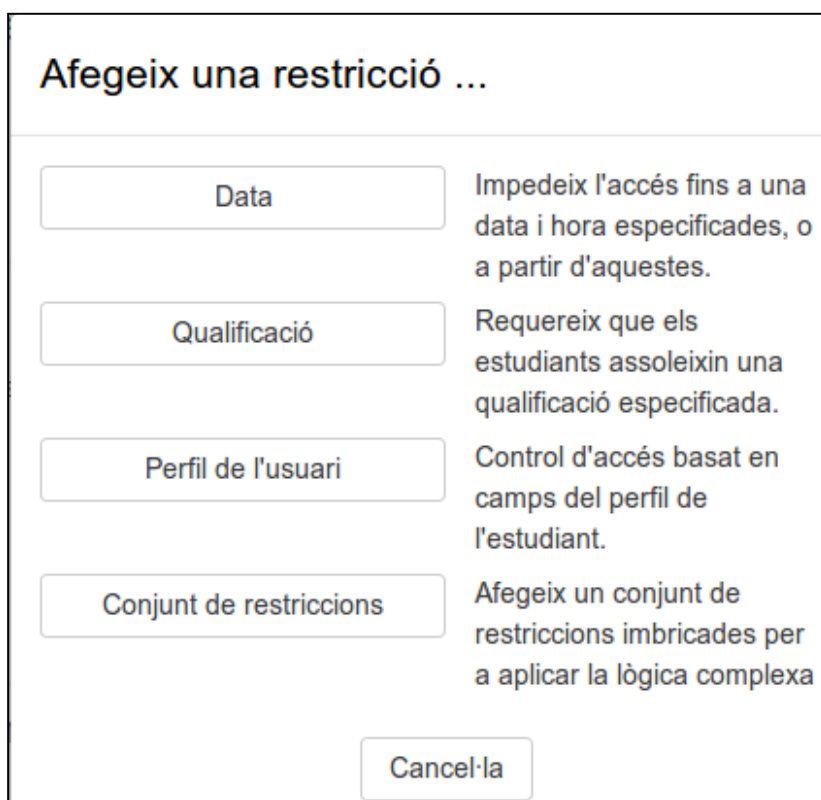 Afegeix una restricció ...
Data
Impedeix l'accés fins a una
data i hora especificades, o
a partir d'aquestes.
Qualificació
Requereix que els
estudiants assoleixin una
qualificació especificada.
Perfil de l'usuari
Control d'accés basat en
camps del perfil de
l'estudiant.
Conjunt de restriccions
Afegeix un conjunt de
restriccions imbricades per
a aplicar la lògica complexa
Cancel·la